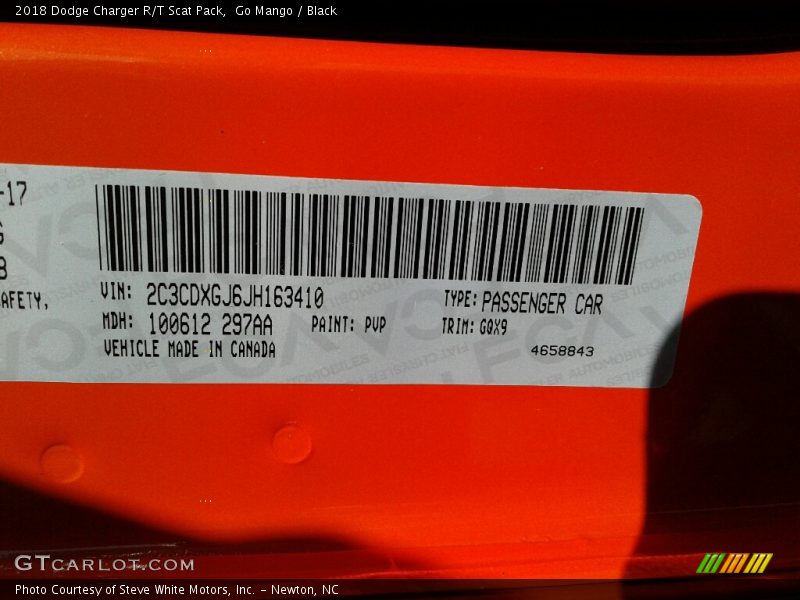 2018 Dodge Charger R/T Scat Pack,  Go Mango / Black
-17
AFETY,
VIN: 2C3CDXGJ6JH163410 TYPE: PASSENGER CAR
MDH: 100612 297AA PAINT: PVP TRIM: GQX9
VEHICLE MADE IN CANADA 4658843
GTCARLOT.COM
Photo Courtesy of Steve White Motors, Inc. – Newton, NC